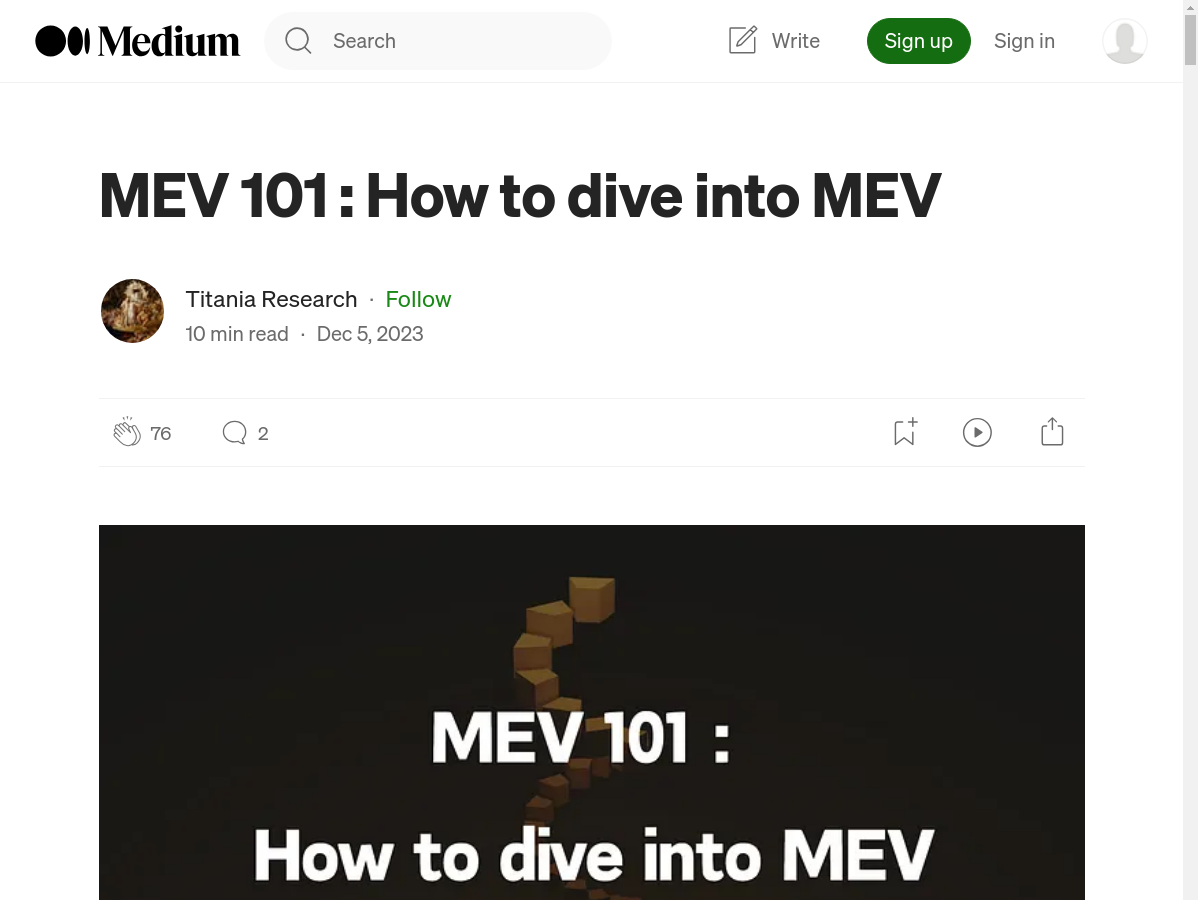 Medium
Search
Write
Sign up
Sign in
MEV 101 : How to dive into MEV
Titania Research · Follow
10 min read · Dec 5, 2023
76
2
MEV 101 :
How to dive into MEV